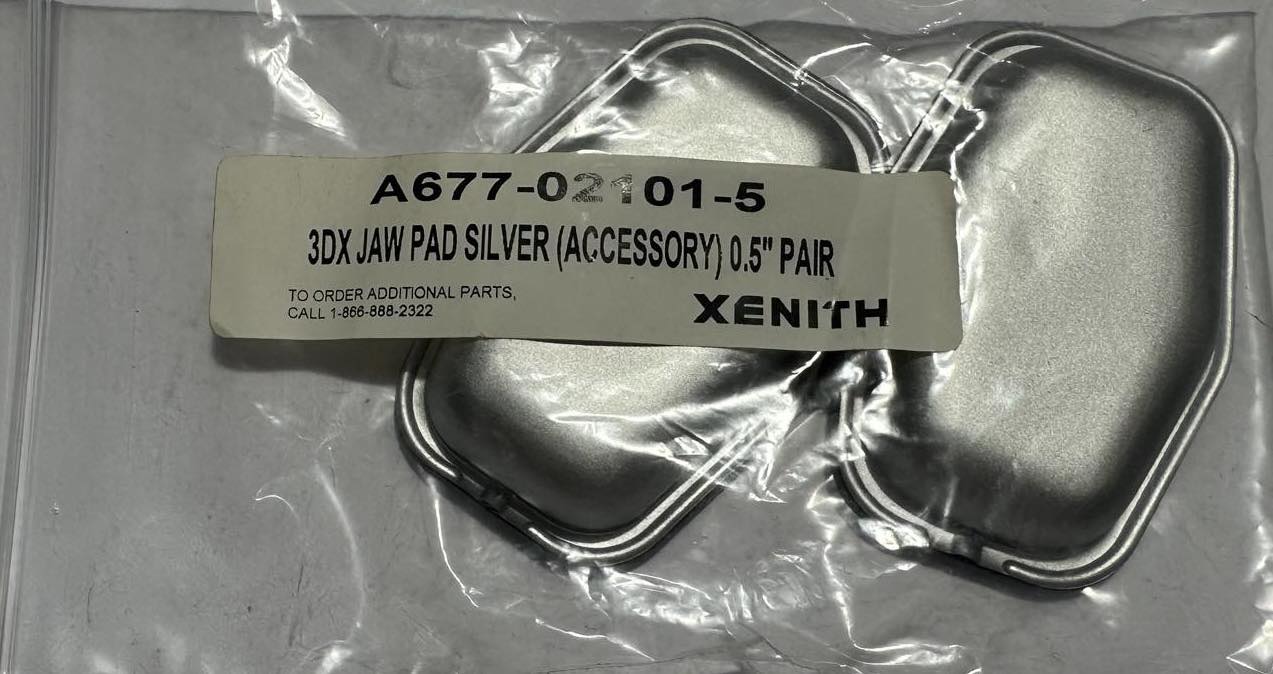 A677-02101-5
3DX JAW PAD SILVER (ACCESSORY) 0.5" PAIR
TO ORDER ADDITIONAL PARTS,
CALL 1-866-888-2322
XENITH